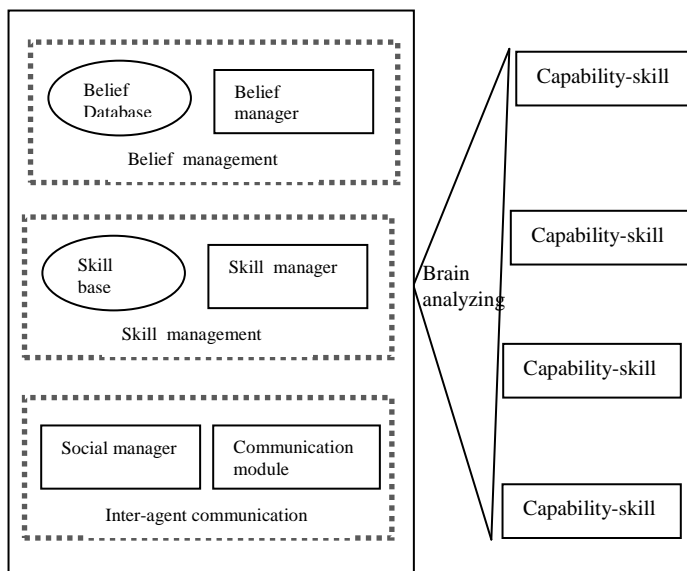 Belief
Database
Belief
manager
Belief management
Skill
base
Skill manager
Skill management
Social manager
Communication
module
Inter-agent communication
Brain
analyzing
Capability-skill
Capability-skill
Capability-skill
Capability-skill